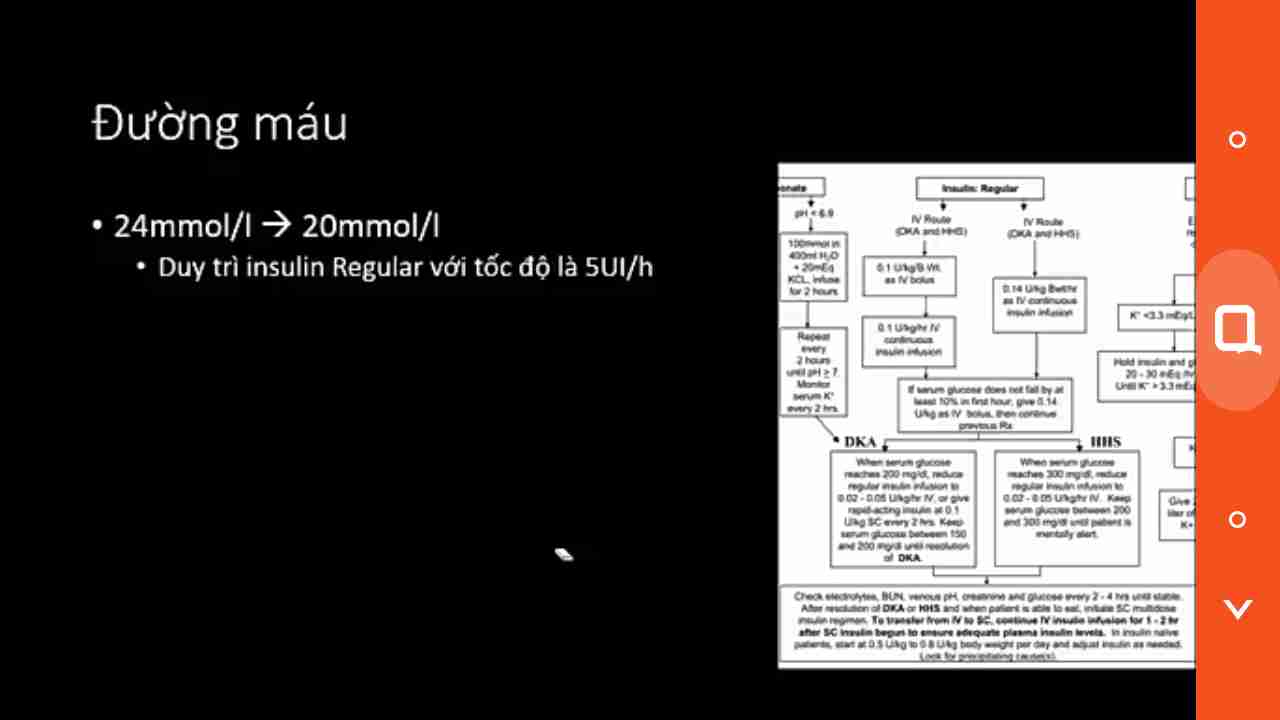 Đường máu
• 24mmol/l → 20mmol/l
• Duy trì insulin Regular với tốc độ là 5UI/h
onate
pH < 6.9
100mmol in
400ml H₂O
+ 20mEq
KCL, infuse
for 2 hours
Repeat
every
2 hours
until pH ≥ 7.
Monitor
serum K⁺
every 2 hrs.
Insulin: Regular
IV Route
(DKA and HHS)
0.1 U/kg/B Wt.
as IV bolus
0.1 U/kg/hr IV
continuous
insulin infusion
IV Route
(DKA and HHS)
0.14 U/kg Bwt/hr
as IV continuous
insulin infusion
If serum glucose does not fall by at
least 10% in first hour, give 0.14
U/kg as IV bolus, then continue
previous Rx
DKA
When serum glucose
reaches 200 mg/dl, reduce
regular insulin infusion to
0.02 - 0.05 U/kg/hr IV, or give
rapid-acting insulin at 0.1
U/kg SC every 2 hrs. Keep
serum glucose between 150
and 200 mg/dl until resolution
of DKA.
HHS
When serum glucose
reaches 300 mg/dl, reduce
regular insulin infusion to
0.02 - 0.05 U/kg/hr IV. Keep
serum glucose between 200
and 300 mg/dl until patient is
mentally alert.
K⁺ <3.3 mEq/L
Hold insulin and
20 - 30 mEq /hr
Until K⁺ > 3.3 mEq
Give
liter of
K+
Check electrolytes, BUN, venous pH, creatinine and glucose every 2 - 4 hrs until stable.
After resolution of DKA or HHS and when patient is able to eat, initiate SC multidose
insulin regimen. To transfer from IV to SC, continue IV insulin infusion for 1 - 2 hr
after SC insulin begun to ensure adequate plasma insulin levels. In insulin naive
patients, start at 0.5 U/kg to 0.8 U/kg body weight per day and adjust insulin as needed.
Look for precipitating cause(s).